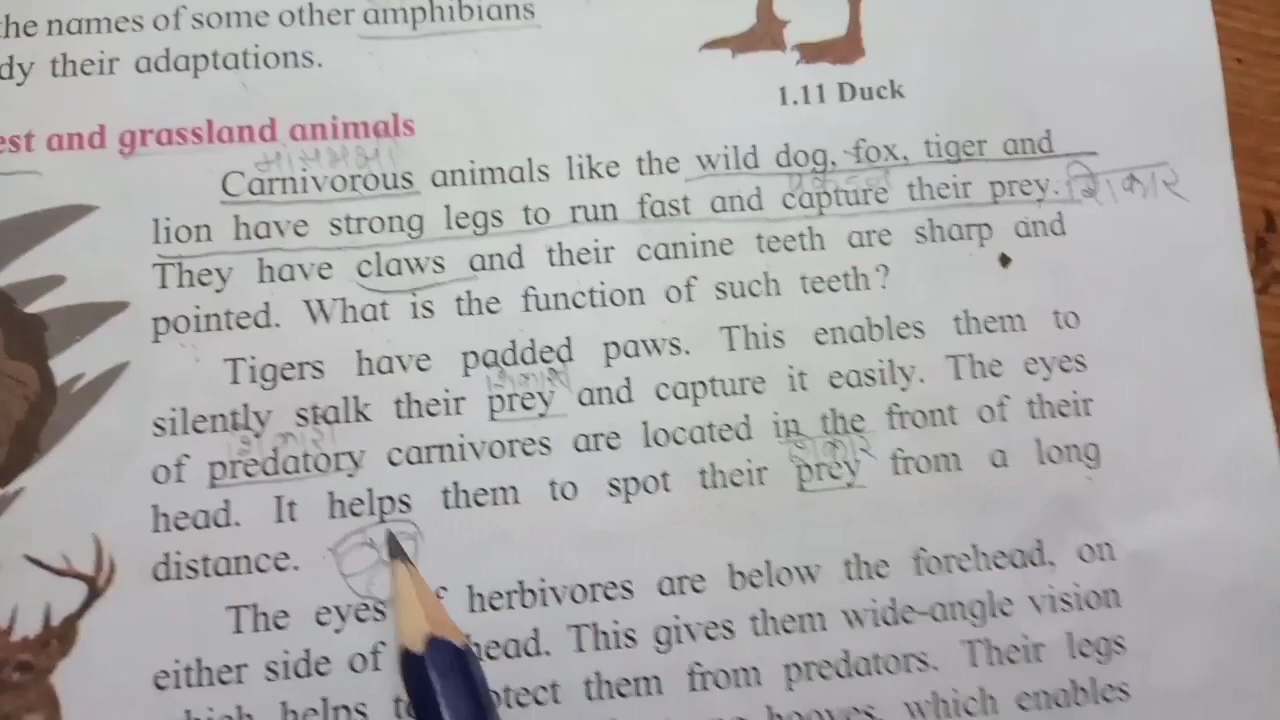 the names of some other amphibians
dy their adaptations.
1.11 Duck
est and grassland animals
Carnivorous animals like the wild dog, fox, tiger and
lion have strong legs to run fast and capture their prey. शिकार
They have claws and their canine teeth are sharp and
pointed. What is the function of such teeth?
Tigers have padded paws. This enables them to
silently stalk their prey and capture it easily. The eyes
of predatory carnivores are located in the front of their
head. It helps them to spot their prey from a long
distance.
The eyes herbivores are below the forehead, on
either side of head. This gives them wide-angle vision
helps them from predators. Their legs
hooves, which enables